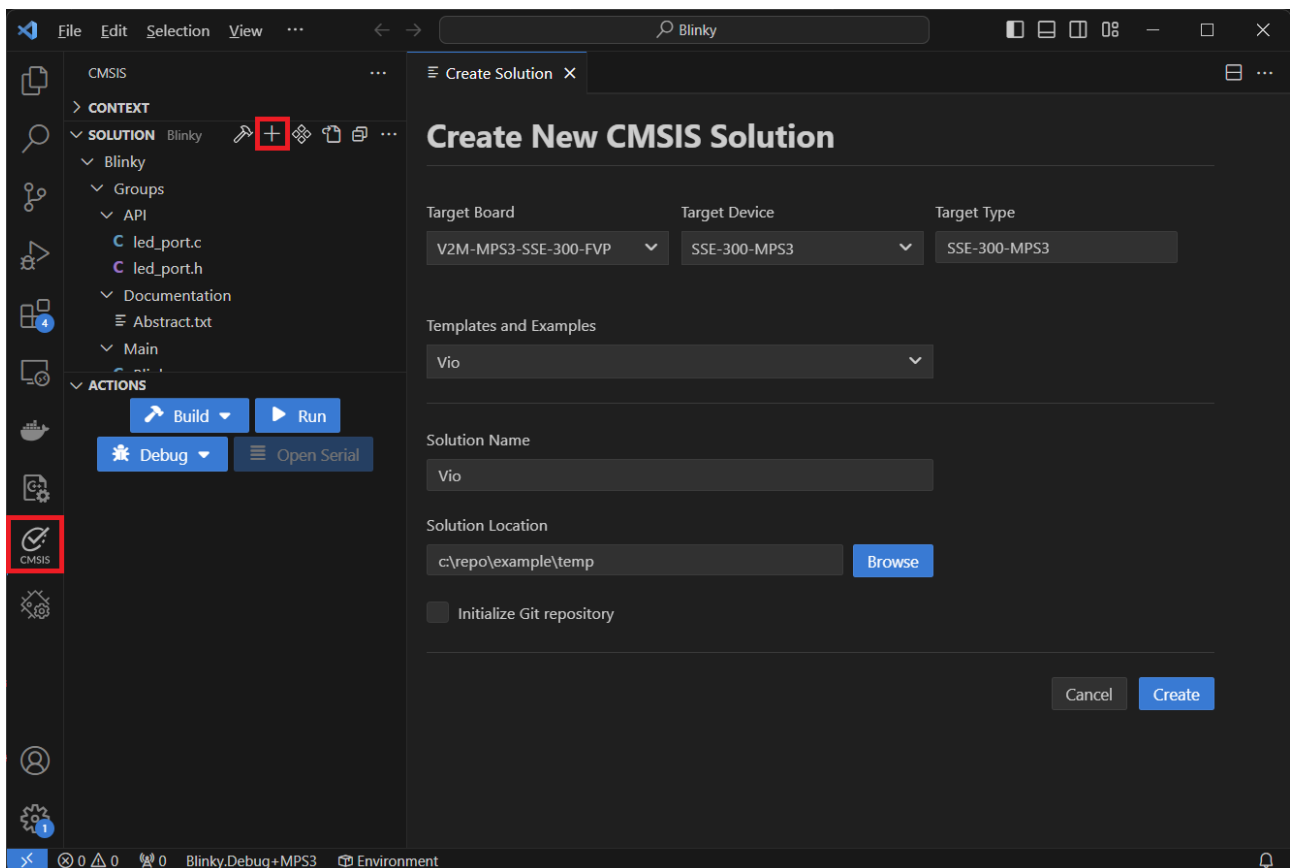 File Edit Selection View ··· Blinky
CMSIS ···
CONTEXT
SOLUTION Blinky ···
Blinky
Groups
API
C led_port.c
C led_port.h
Documentation
Abstract.txt
Main
ACTIONS
Build
Run
Debug
Open Serial
4
CMSIS
1
Create Solution ···
Create New CMSIS Solution
Target Board
Target Device
Target Type
V2M-MPS3-SSE-300-FVP
SSE-300-MPS3
SSE-300-MPS3
Templates and Examples
Vio
Solution Name
Vio
Solution Location
c:\repo\example\temp
Browse
Initialize Git repository
Cancel
Create
0 0 0 Blinky.Debug+MPS3 Environment